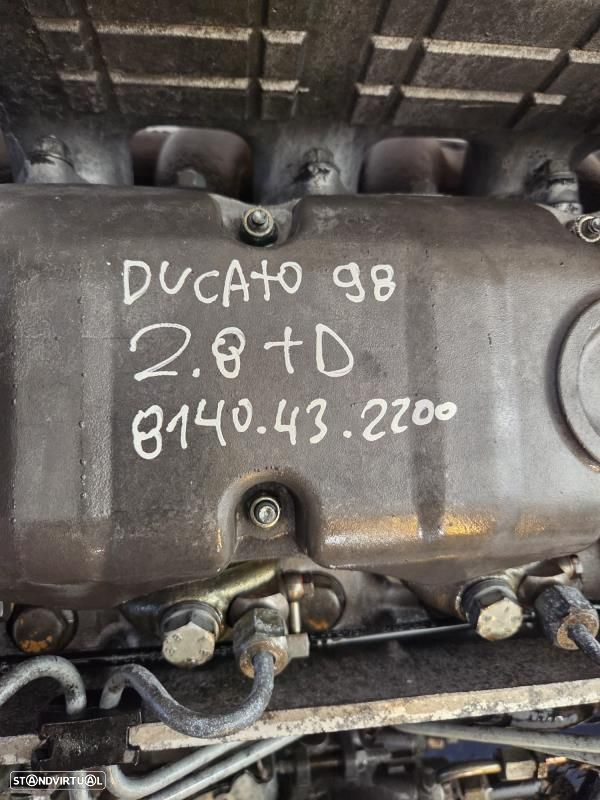 DUCATO 98
2.8 TD
8140.43.2200
STANDVIRTUAL